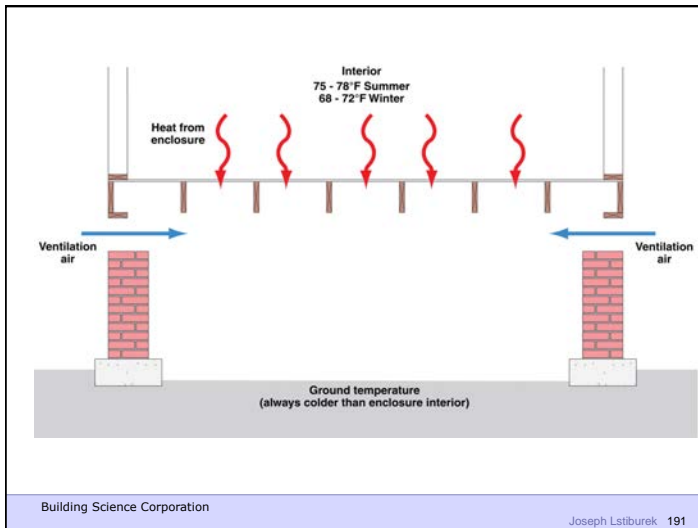 Interior
75 - 78°F Summer
68 - 72°F Winter
Heat from
enclosure
Ventilation
air
Ventilation
air
Ground temperature
(always colder than enclosure interior)
Building Science Corporation
Joseph Lstiburek 191